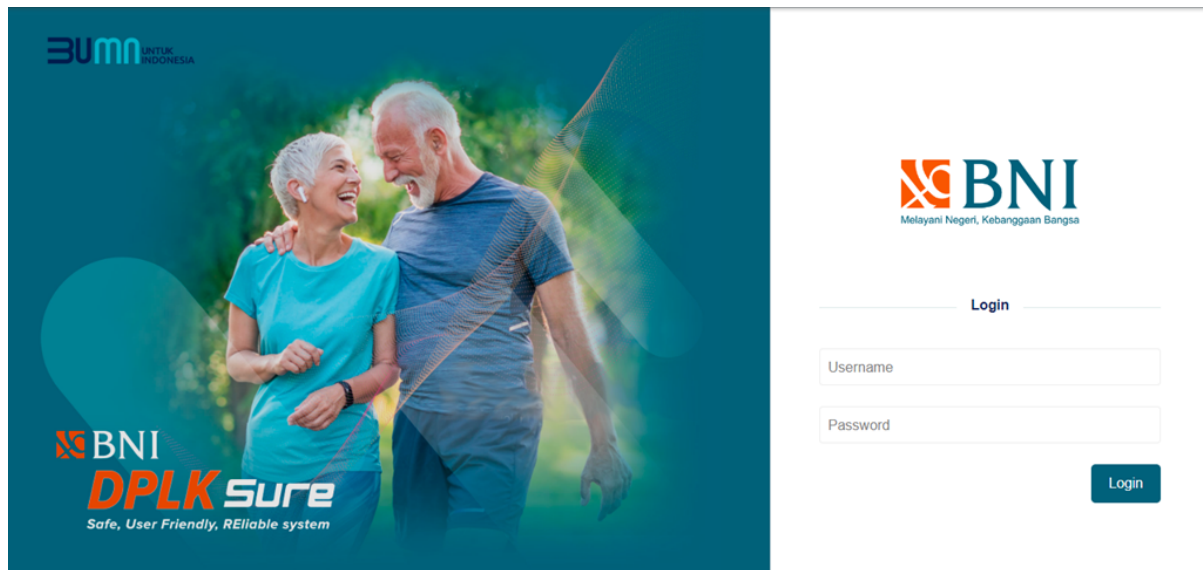 BUMN UNTUK
INDONESIA
BNI
DPLK Sure
Safe, User Friendly, REliable system
BNI
Melayani Negeri, Kebanggaan Bangsa
Login
Username
Password
Login